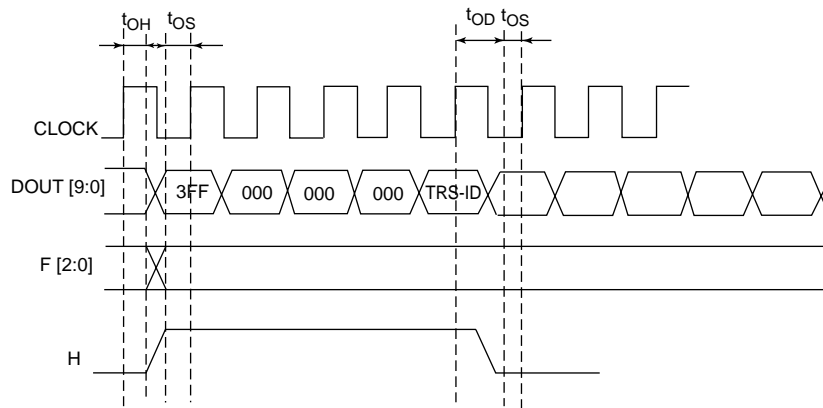 tOH tOS tOD tOS
CLOCK
DOUT [9:0] 3FF 000 000 000 TRS-ID
F [2:0]
H